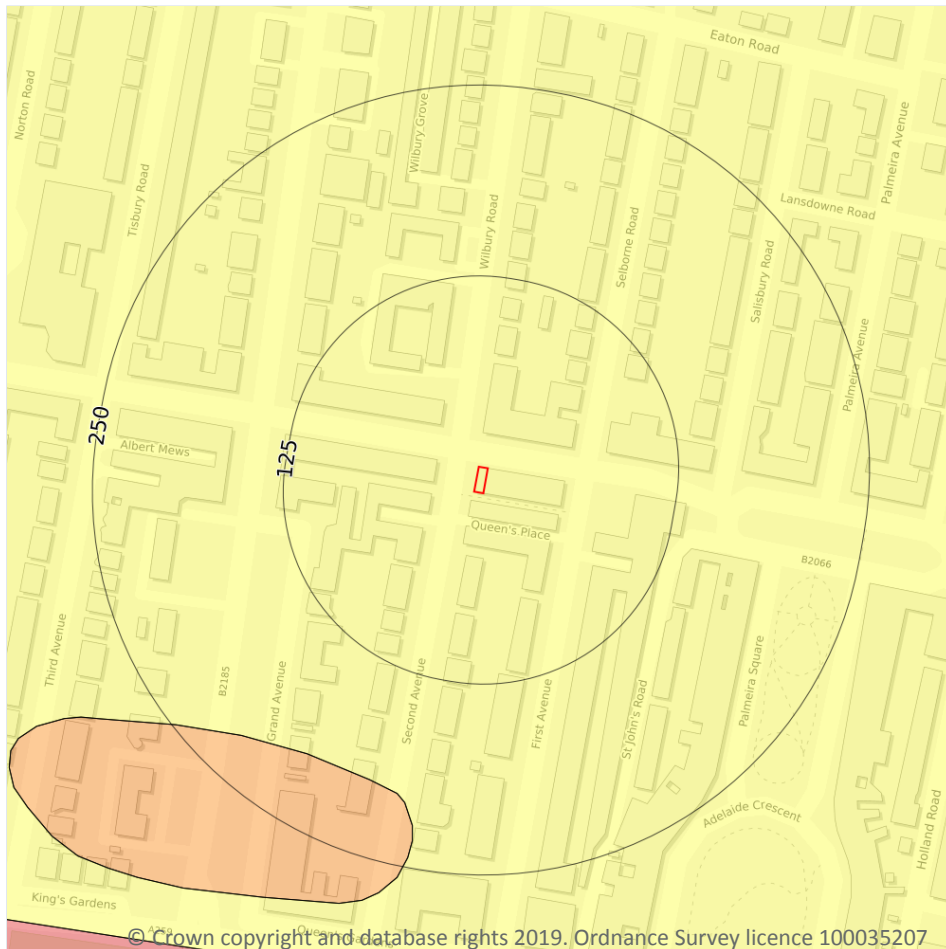 Eaton Road
Norton Road
Wilbury Grove
Palmeira Avenue
Tisbury Road
Lansdowne Road
Wilbury Road
Selborne Road
Salisbury Road
Palmeira Avenue
250
125
Albert Mews
Queen's Place
B2066
Third Avenue
B2185
Grand Avenue
Second Avenue
First Avenue
St John's Road
Palmeira Square
Adelaide Crescent
Holland Road
King's Gardens
A259
Queen's Gardens
© Crown copyright and database rights 2019. Ordnance Survey licence 100035207